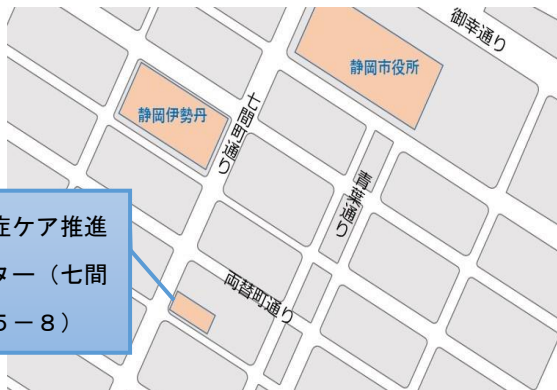 御幸通り
静岡市役所
静岡伊勢丹
七間町通り
青葉通り
両替町通り
症ケア推進
ター（七間
５－８）